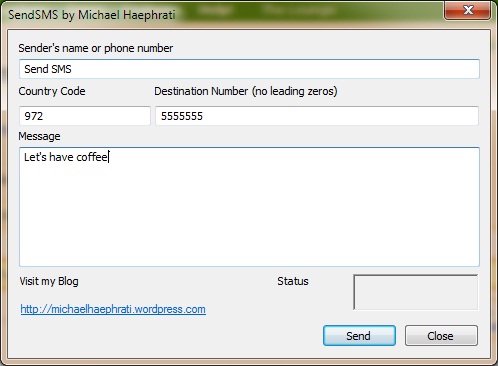 SendSMS by Michael Haephrati
Sender's name or phone number
Send SMS
Country Code Destination Number (no leading zeros)
972 5555555
Message
Let's have coffee
Visit my Blog Status
http://michaelhaephrati.wordpress.com
Send Close